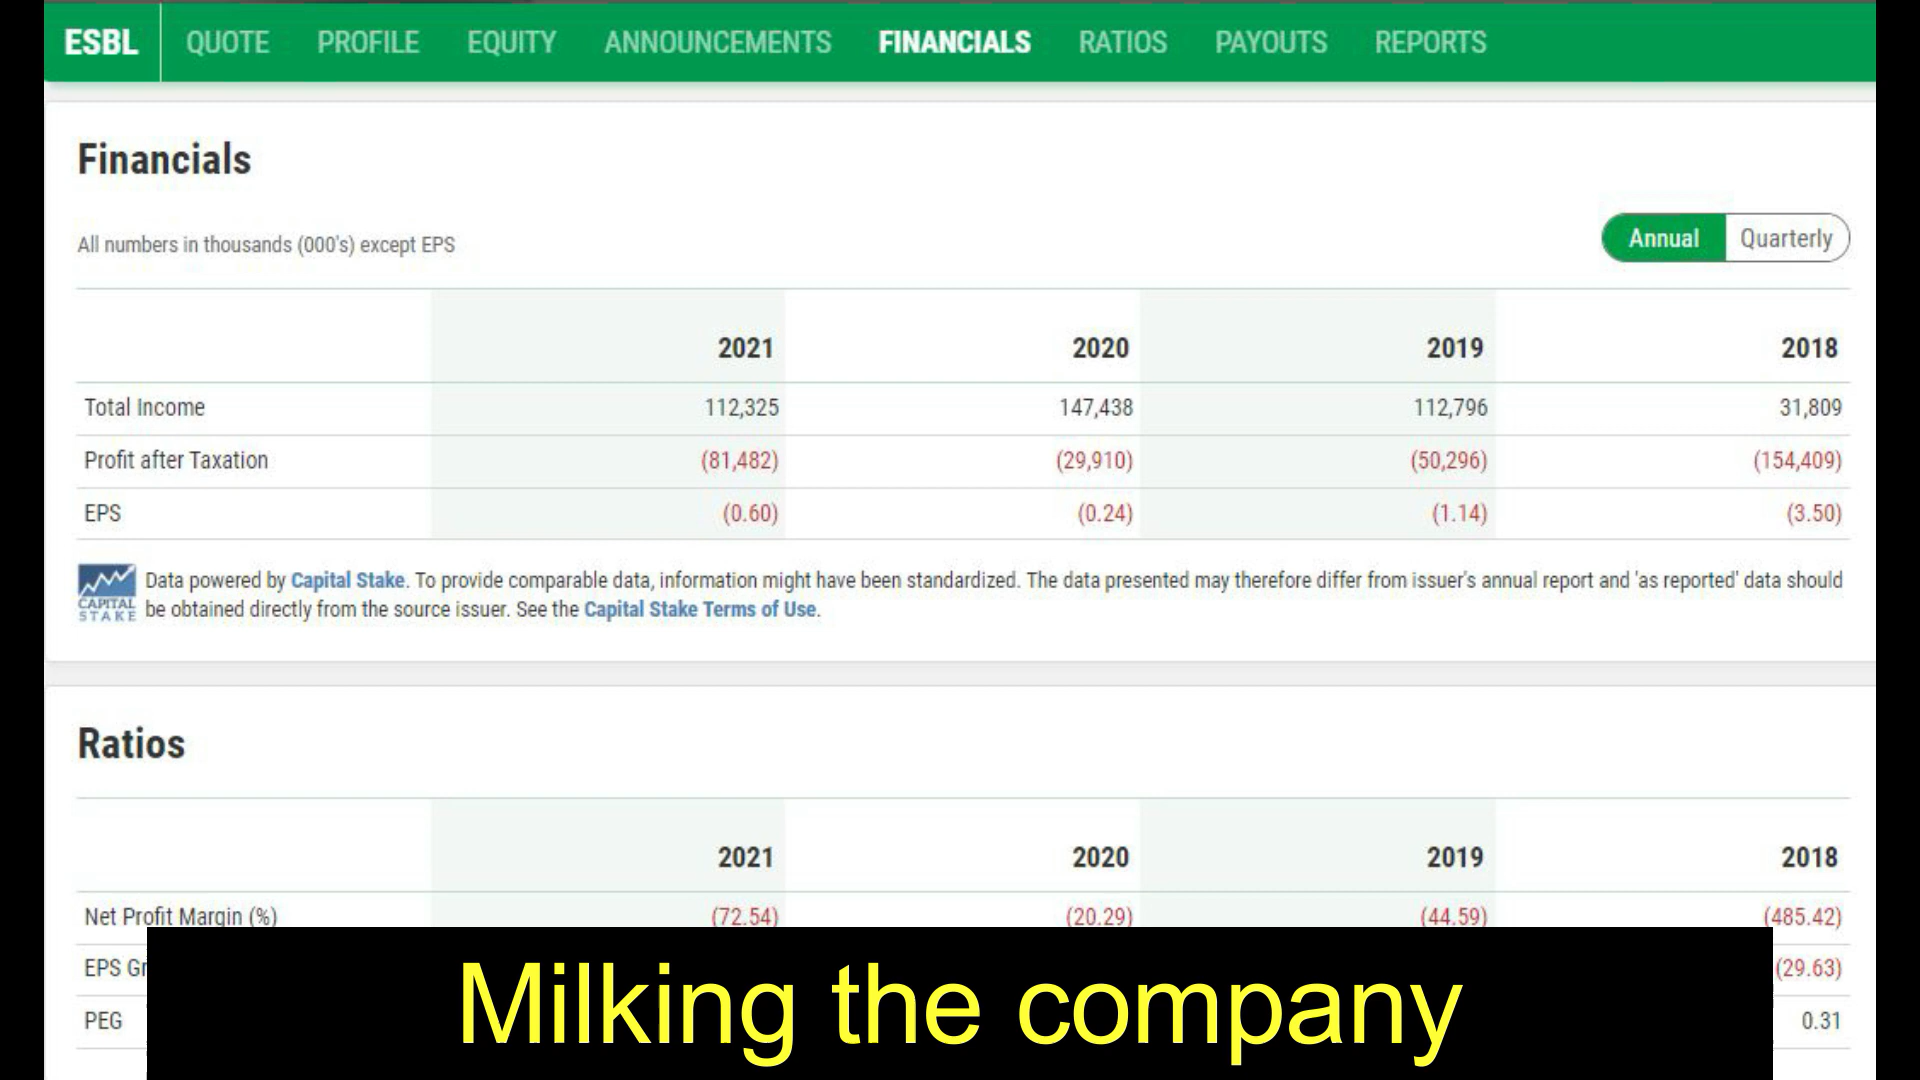 ESBL QUOTE PROFILE EQUITY ANNOUNCEMENTS FINANCIALS RATIOS PAYOUTS REPORTS
Financials
All numbers in thousands (000's) except EPS
Annual Quarterly
2021 2020 2019 2018
Total Income 112,325 147,438 112,796 31,809
Profit after Taxation (81,482) (29,910) (50,296) (154,409)
EPS (0.60) (0.24) (1.14) (3.50)
CAPITAL
STAKE
Data powered by Capital Stake. To provide comparable data, information might have been standardized. The data presented may therefore differ from issuer's annual report and 'as reported' data should
be obtained directly from the source issuer. See the Capital Stake Terms of Use.
Ratios
2021 2020 2019 2018
Net Profit Margin (%) (72.54) (20.29) (44.59) (485.42)
EPS Gr (29.63)
PEG 0.31
Milking the company